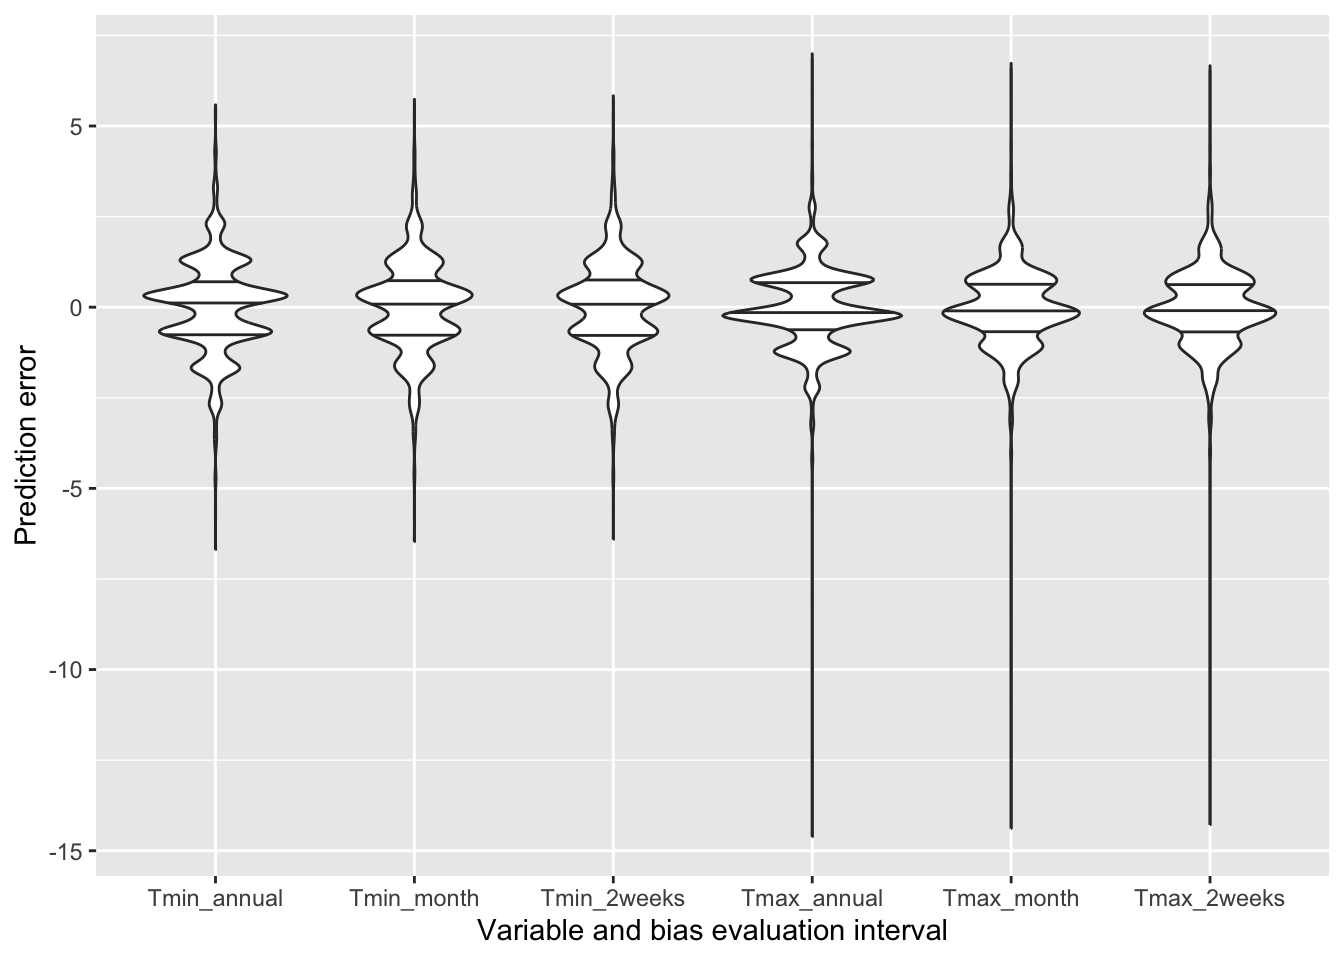 Prediction error
5
0
-5
-10
-15
Tmin_annual Tmin_month Tmin_2weeks Tmax_annual Tmax_month Tmax_2weeks
Variable and bias evaluation interval